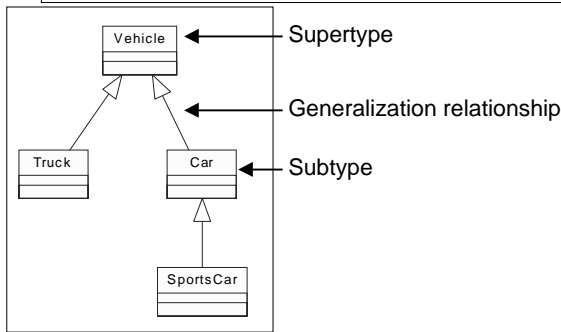 Vehicle
Supertype
Generalization relationship
Truck
Car
Subtype
SportsCar